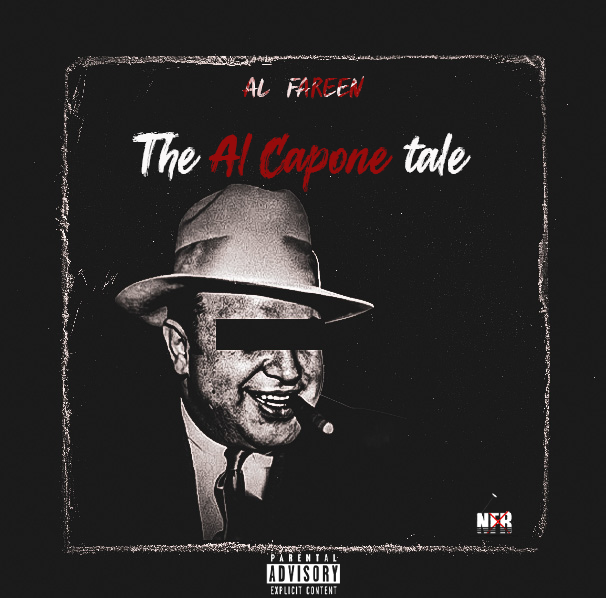 AL FAREEN
The Al Capone tale
NFR
PARENTAL
ADVISORY
EXPLICIT CONTENT